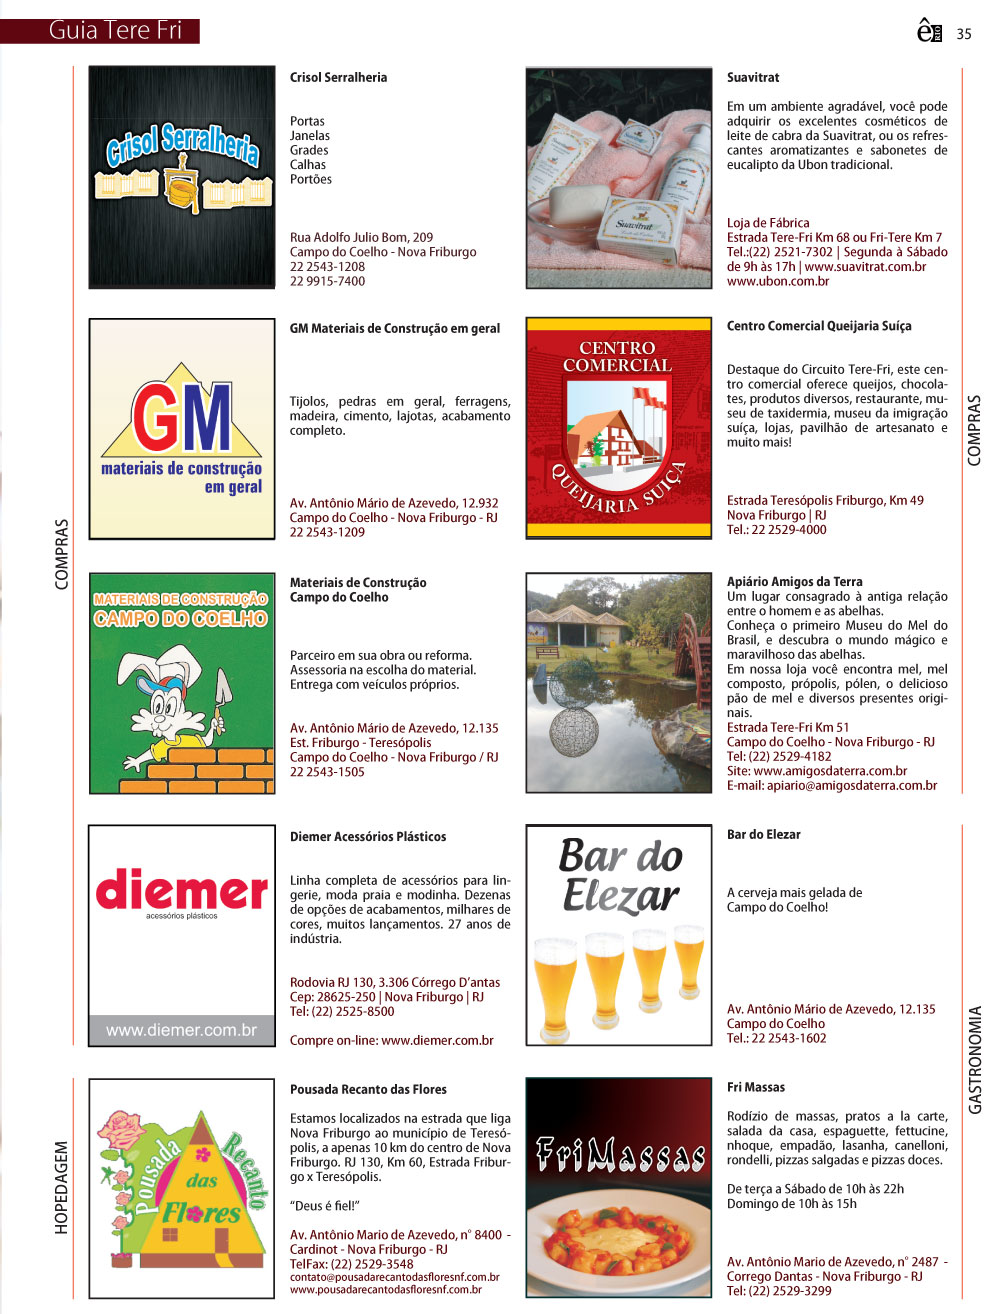 Guia Tere Fri
ê RIO 35
COMPRAS
Crisol Serralheria
Crisol Serralheria
Portas
Janelas
Grades
Calhas
Portões
Rua Adolfo Julio Bom, 209
Campo do Coelho - Nova Friburgo
22 2543-1208
22 9915-7400
GM
materiais de construção
em geral
GM Materiais de Construção em geral
Tijolos, pedras em geral, ferragens,
madeira, cimento, lajotas, acabamento
completo.
Av. Antônio Mário de Azevedo, 12.932
Campo do Coelho - Nova Friburgo - RJ
22 2543-1209
MATERIAIS DE CONSTRUÇÃO
CAMPO DO COELHO
Materiais de Construção
Campo do Coelho
Parceiro em sua obra ou reforma.
Assessoria na escolha do material.
Entrega com veículos próprios.
Av. Antônio Mário de Azevedo, 12.135
Est. Friburgo - Teresópolis
Campo do Coelho - Nova Friburgo / RJ
22 2543-1505
diemer
acessórios plásticos
www.diemer.com.br
Diemer Acessórios Plásticos
Linha completa de acessórios para lin-
gerie, moda praia e modinha. Dezenas
de opções de acabamentos, milhares de
cores, muitos lançamentos. 27 anos de
indústria.
Rodovia RJ 130, 3.306 Córrego D'antas
Cep: 28625-250 | Nova Friburgo | RJ
Tel: (22) 2525-8500
Compre on-line: www.diemer.com.br
HOPEDAGEM
Pousada Recanto
das
Flores
Pousada Recanto das Flores
Estamos localizados na estrada que liga
Nova Friburgo ao município de Teresó-
polis, a apenas 10 km do centro de Nova
Friburgo. RJ 130, Km 60, Estrada Fribur-
go x Teresópolis.
“Deus é fiel!”
Av. Antônio Mario de Azevedo, n° 8400 -
Cardinot - Nova Friburgo - RJ
TelFax: (22) 2529-3548
contato@pousadarecantodasfloresnf.com.br
www.pousadarecantodasfloresnf.com.br
COMPRAS
Suavitrat
Suavitrat
Em um ambiente agradável, você pode
adquirir os excelentes cosméticos de
leite de cabra da Suavitrat, ou os refres-
cantes aromatizantes e sabonetes de
eucalipto da Ubon tradicional.
Loja de Fábrica
Estrada Tere-Fri Km 68 ou Fri-Tere Km 7
Tel.:(22) 2521-7302 | Segunda à Sábado
de 9h às 17h | www.suavitrat.com.br
www.ubon.com.br
CENTRO
COMERCIAL
QUEIJARIA SUIÇA
Centro Comercial Queijaria Suíça
Destaque do Circuito Tere-Fri, este cen-
tro comercial oferece queijos, chocola-
tes, produtos diversos, restaurante, mu-
seu de taxidermia, museu da imigração
suíça, lojas, pavilhão de artesanato e
muito mais!
Estrada Teresópolis Friburgo, Km 49
Nova Friburgo | RJ
Tel.: 22 2529-4000
Apiário Amigos da Terra
Um lugar consagrado à antiga relação
entre o homem e as abelhas.
Conheça o primeiro Museu do Mel do
Brasil, e descubra o mundo mágico e
maravilhoso das abelhas.
Em nossa loja você encontra mel, mel
composto, própolis, pólen, o delicioso
pão de mel e diversos presentes origi-
nais.
Estrada Tere-Fri Km 51
Campo do Coelho - Nova Friburgo - RJ
Tel: (22) 2529-4182
Site: www.amigosdaterra.com.br
E-mail: apiario@amigosdaterra.com.br
GASTRONOMIA
Bar do
Elezar
Bar do Elezar
A cerveja mais gelada de
Campo do Coelho!
Av. Antônio Mário de Azevedo, 12.135
Campo do Coelho
Tel.: 22 2543-1602
FriMassas
Fri Massas
Rodízio de massas, pratos a la carte,
salada da casa, espaguette, fettucine,
nhoque, empadão, lasanha, canelloni,
rondelli, pizzas salgadas e pizzas doces.
De terça a Sábado de 10h às 22h
Domingo de 10h às 15h
Av. Antônio Mario de Azevedo, n° 2487 -
Corrego Dantas - Nova Friburgo - RJ
Tel: (22) 2529-3299